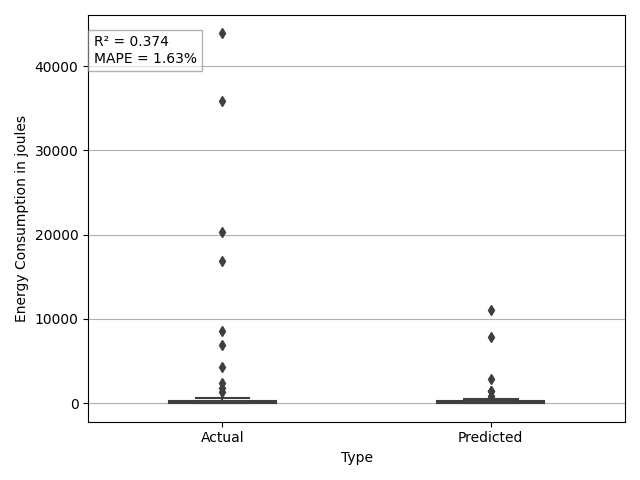 R² = 0.374
MAPE = 1.63%
40000
30000
20000
10000
0
Energy Consumption in joules
Actual
Predicted
Type